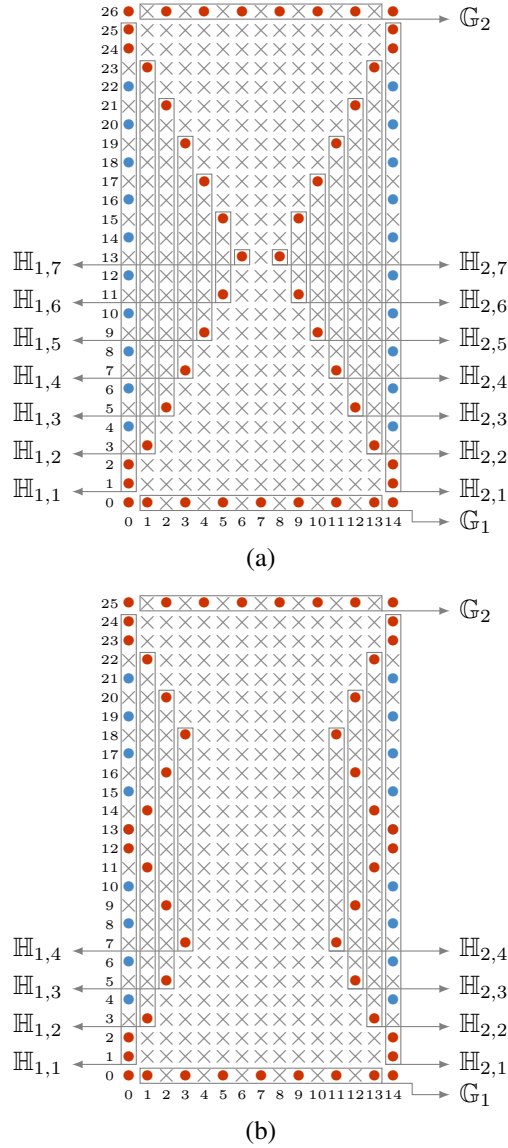 26 𝔾2
25
24
23
22
21
20
19
18
17
16
15
14
13
ℍ1,7 ℍ2,7
12
11
ℍ1,6 ℍ2,6
10
9
ℍ1,5 ℍ2,5
8
7
ℍ1,4 ℍ2,4
6
5
ℍ1,3 ℍ2,3
4
3
ℍ1,2 ℍ2,2
2
1
ℍ1,1 ℍ2,1
0
0 1 2 3 4 5 6 7 8 9 10 11 12 13 14
𝔾1
(a)
25 𝔾2
24
23
22
21
20
19
18
17
16
15
14
13
12
11
10
9
8
7
ℍ1,4 ℍ2,4
6
5
ℍ1,3 ℍ2,3
4
3
ℍ1,2 ℍ2,2
2
1
ℍ1,1 ℍ2,1
0
0 1 2 3 4 5 6 7 8 9 10 11 12 13 14
𝔾1
(b)